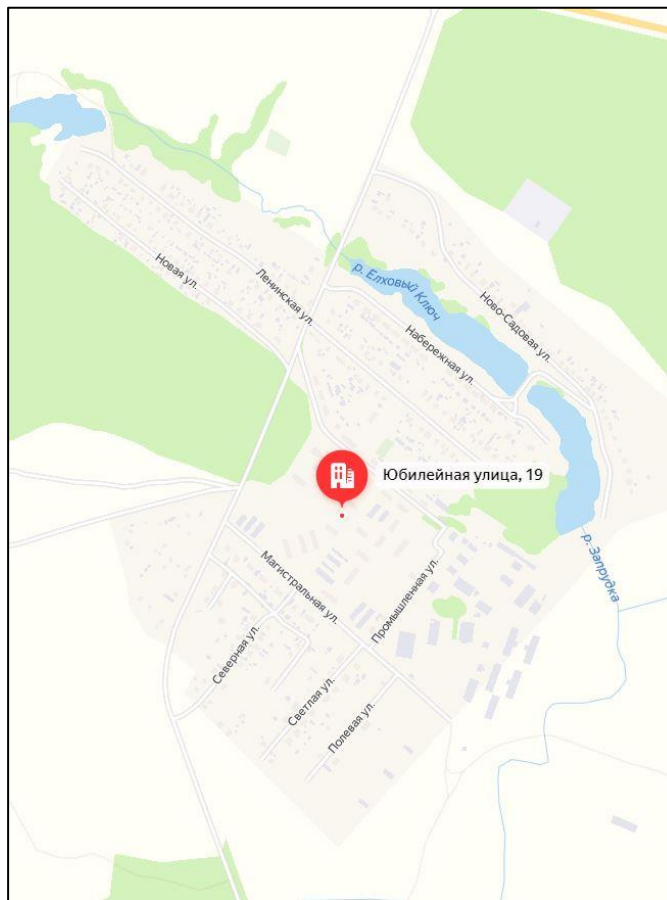 Новая ул.
Ленинская ул.
р. Елховый Ключ
Ново-Садовая ул.
Набережная ул.
Юбилейная улица, 19
р. Запрудка
Магистральная ул.
Промышленная ул.
Северная ул.
Светлая ул.
Полевая ул.